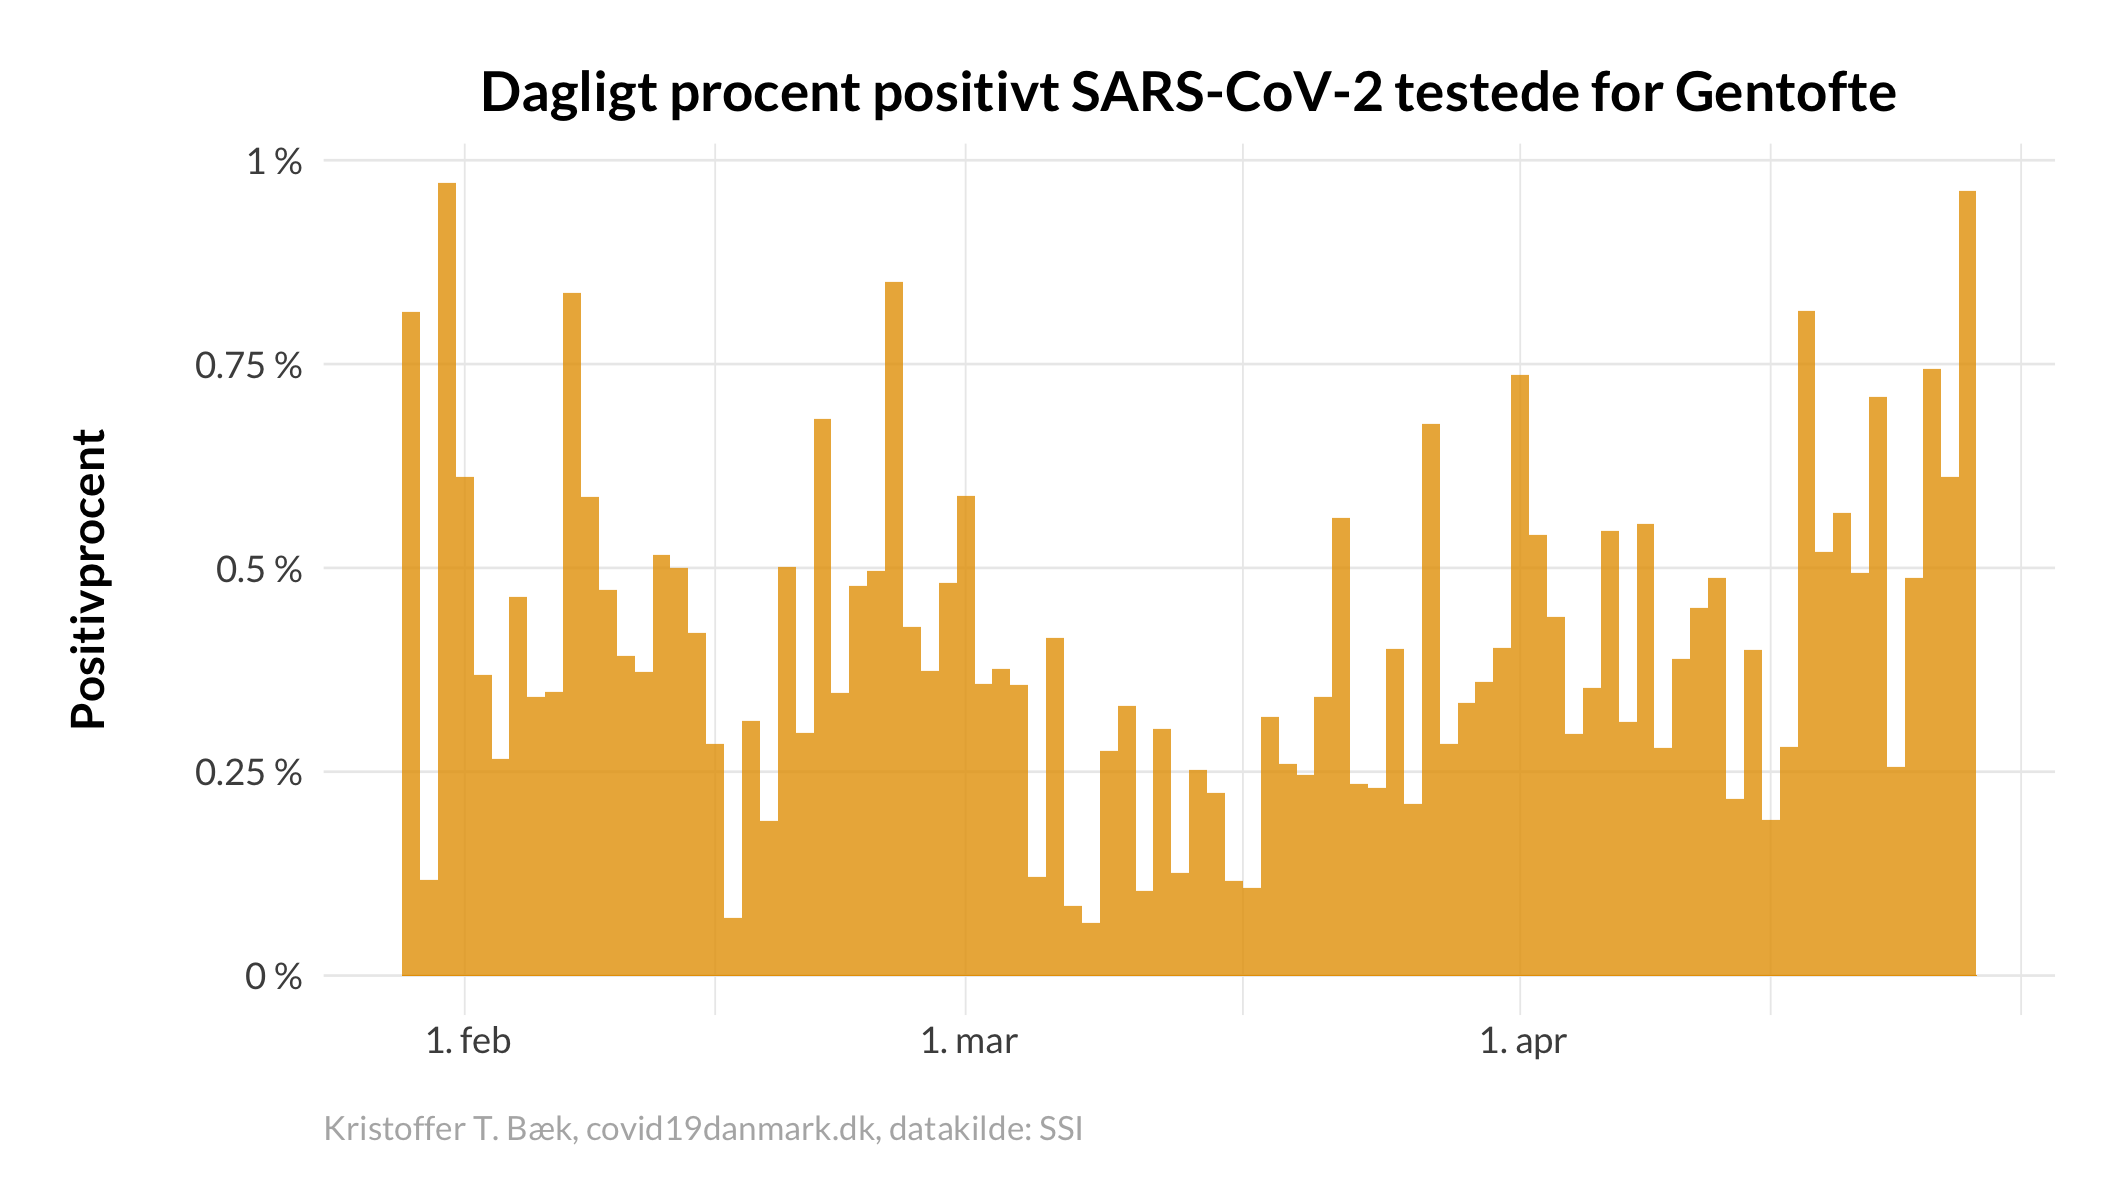 Dagligt procent positivt SARS-CoV-2 testede for Gentofte
1 %
0.75 %
0.5 %
0.25 %
0 %
Positivprocent
1. feb
1. mar
1. apr
Kristoffer T. Bæk, covid19danmark.dk, datakilde: SSI